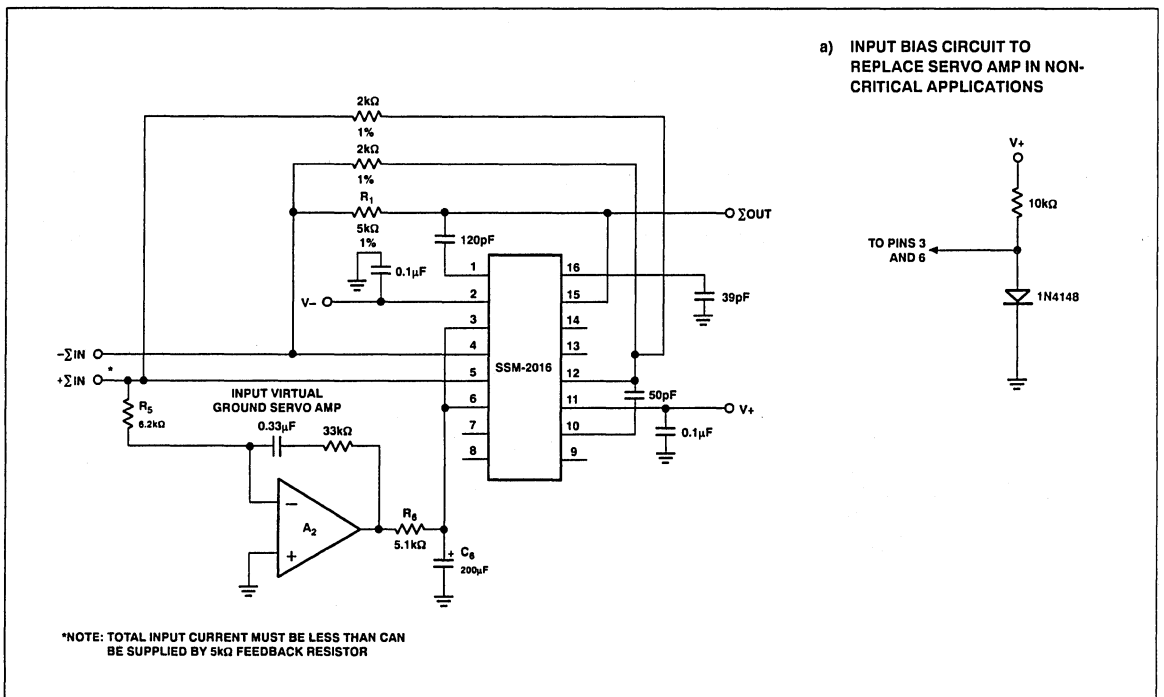 a) INPUT BIAS CIRCUIT TO
REPLACE SERVO AMP IN NON-
CRITICAL APPLICATIONS
2kΩ
1%
2kΩ
1%
R1
5kΩ
1%
ΣOUT
120pF
0.1µF
V–
1
2
3
4
5
6
7
8
SSM-2016
16
15
14
13
12
11
10
9
39pF
50pF
V+
0.1µF
–ΣIN
+ΣIN *
R5
6.2kΩ
INPUT VIRTUAL
GROUND SERVO AMP
0.33µF
33kΩ
–
A2
+
R6
5.1kΩ
+ C6
200µF
V+
10kΩ
TO PINS 3
AND 6
1N4148
*NOTE: TOTAL INPUT CURRENT MUST BE LESS THAN CAN
BE SUPPLIED BY 5kΩ FEEDBACK RESISTOR